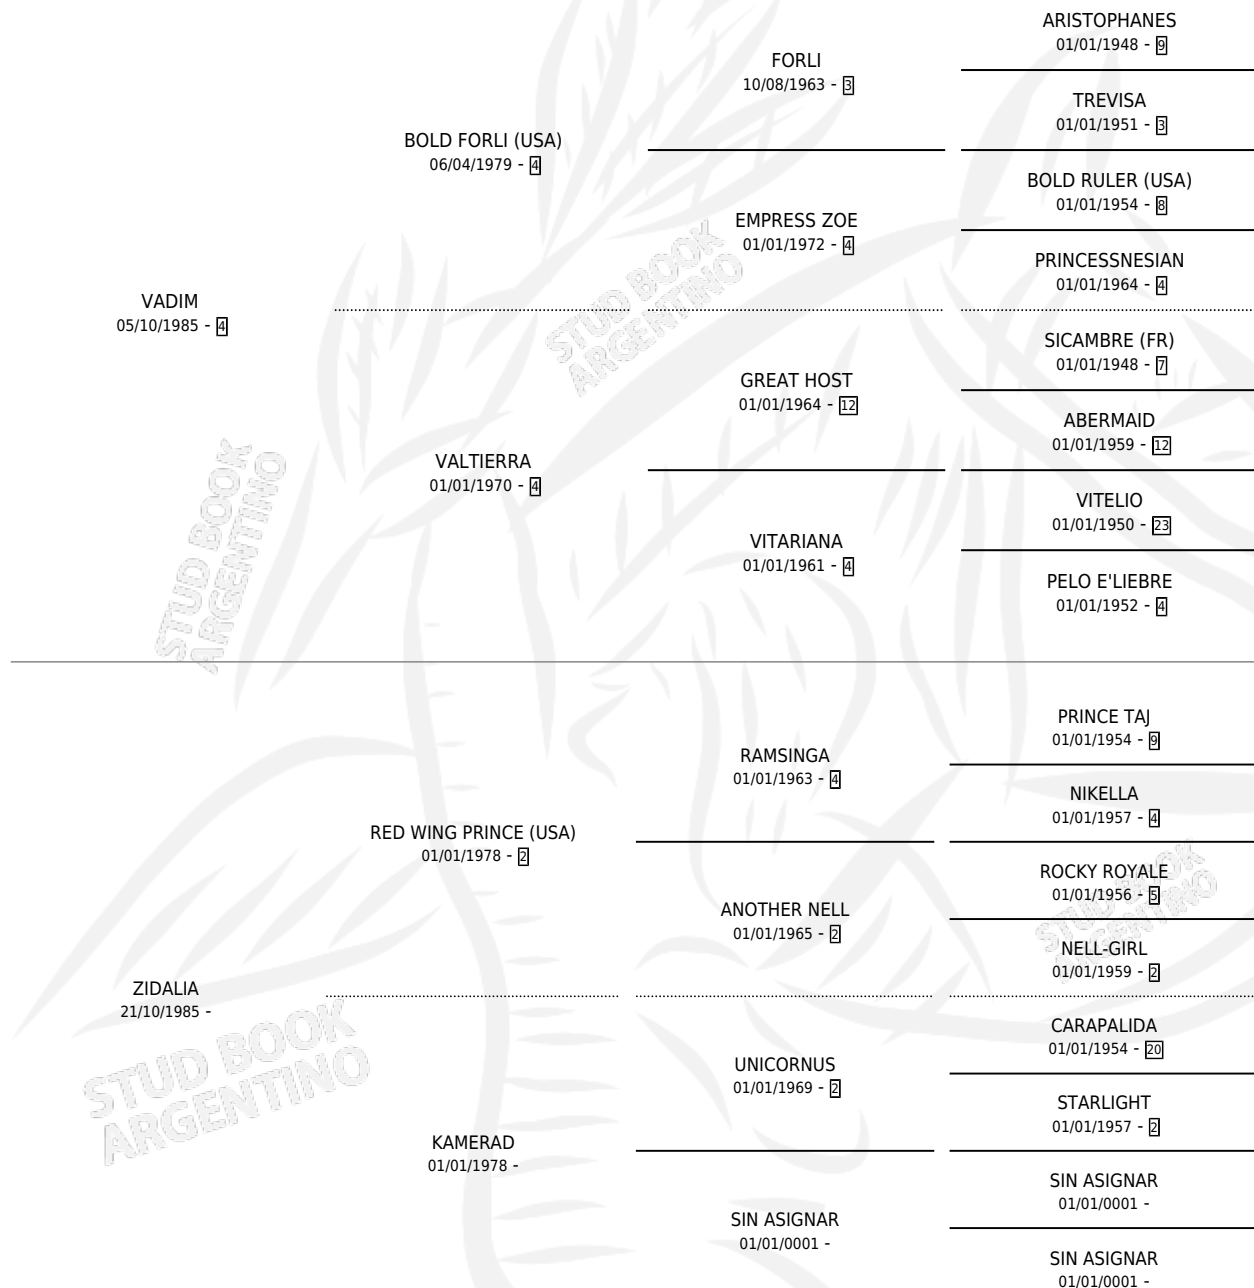 ARISTOPHANES
01/01/1948 - 9
FORLI
10/08/1963 - 3
TREVISA
01/01/1951 - 3
BOLD FORLI (USA)
06/04/1979 - 4
BOLD RULER (USA)
01/01/1954 - 8
EMPRESS ZOE
01/01/1972 - 4
PRINCESSNESIAN
01/01/1964 - 4
VADIM
05/10/1985 - 4
SICAMBRE (FR)
01/01/1948 - 7
GREAT HOST
01/01/1964 - 12
ABERMAID
01/01/1959 - 12
VALTIERRA
01/01/1970 - 4
VITELIO
01/01/1950 - 23
VITARIANA
01/01/1961 - 4
PELO E'LIEBRE
01/01/1952 - 4
PRINCE TAJ
01/01/1954 - 9
RAMSINGA
01/01/1963 - 4
NIKELLA
01/01/1957 - 4
RED WING PRINCE (USA)
01/01/1978 - 2
ROCKY ROYALE
01/01/1956 - 5
ANOTHER NELL
01/01/1965 - 2
NELL-GIRL
01/01/1959 - 2
ZIDALIA
21/10/1985 -
CARAPALIDA
01/01/1954 - 20
UNICORNUS
01/01/1969 - 2
STARLIGHT
01/01/1957 - 2
KAMERAD
01/01/1978 -
SIN ASIGNAR
01/01/0001 -
SIN ASIGNAR
01/01/0001 -
SIN ASIGNAR
01/01/0001 -
STUD BOOK
ARGENTINO
STUD BOOK
ARGENTINO
STUD BOOK
ARGENTINO
STUD BOOK
ARGENTINO